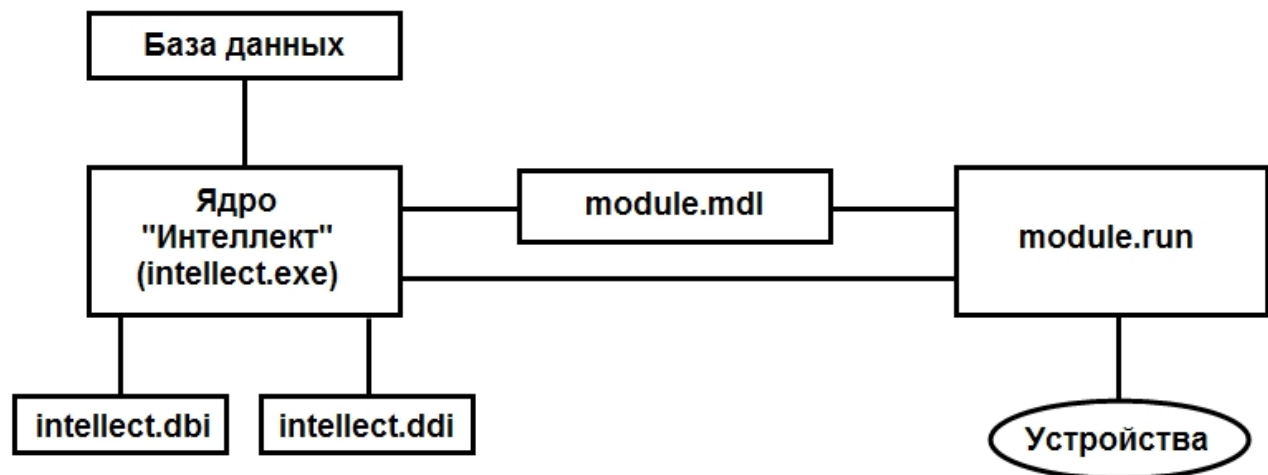 База данных
Ядро
"Интеллект"
(intellect.exe)
module.mdl
module.run
intellect.dbi
intellect.ddi
Устройства